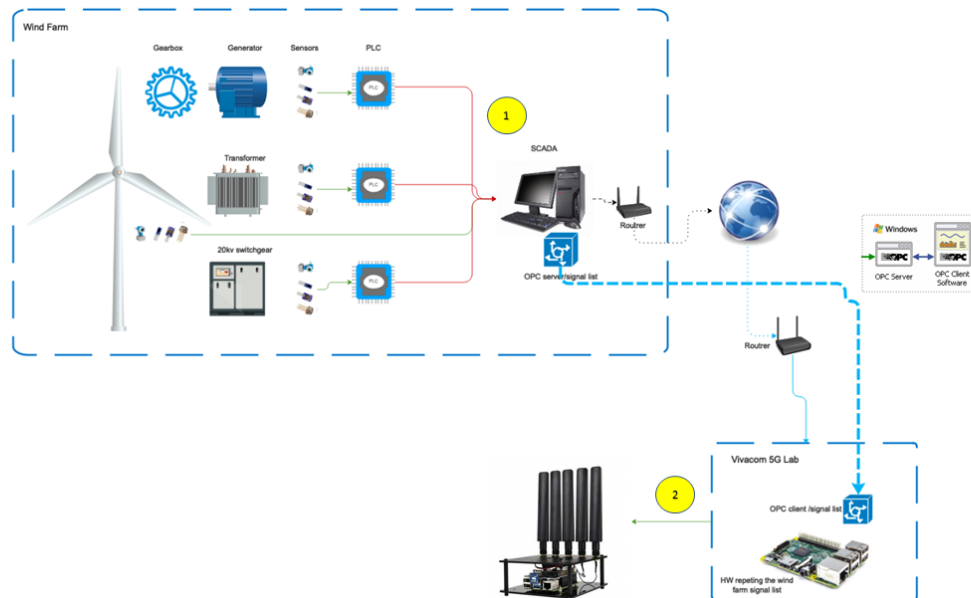 Wind Farm
Gearbox
Generator
Sensors
PLC
PLC
1
SCADA
Transformer
PLC
Routrer
Windows
OPC
OPC
OPC Server
OPC Client
Software
20kv switchgear
OPC server/signal list
PLC
Routrer
Vivacom 5G Lab
2
OPC client /signal list
HW repeting the wind
farm signal list